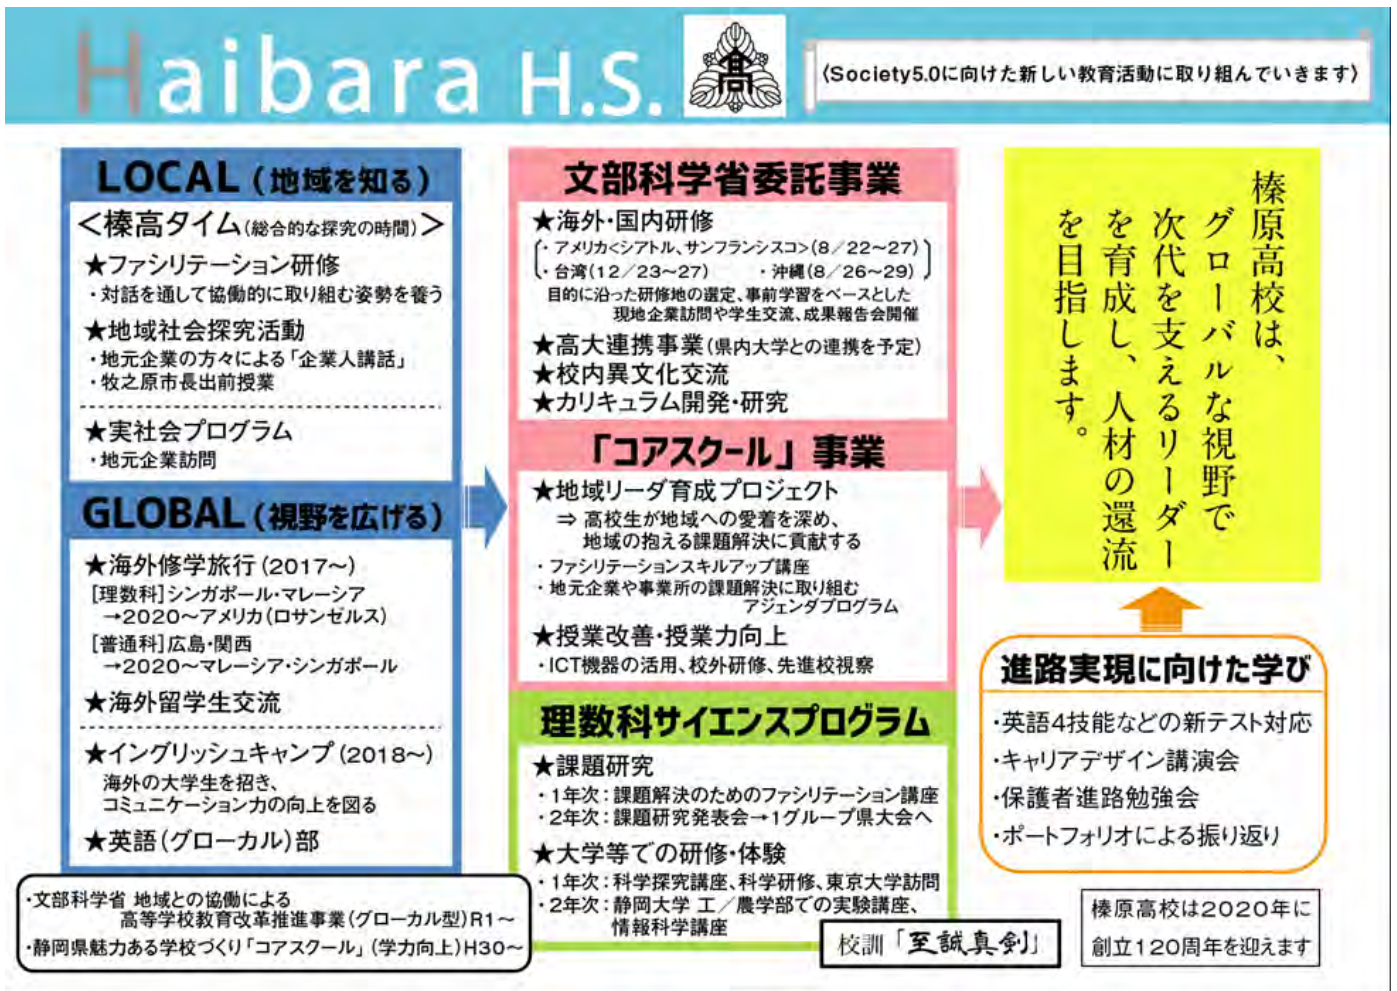 Haibara H.S.
高
〈Society5.0に向けた新しい教育活動に取り組んでいきます〉
LOCAL（地域を知る）
＜榛高タイム(総合的な探究の時間)＞
★ファシリテーション研修
・対話を通して協働的に取り組む姿勢を養う
★地域社会探究活動
・地元企業の方々による「企業人講話」
・牧之原市長出前授業
★実社会プログラム
・地元企業訪問
GLOBAL（視野を広げる）
★海外修学旅行(2017～)
[理数科]シンガポール・マレーシア
→2020～アメリカ(ロサンゼルス)
[普通科]広島・関西
→2020～マレーシア・シンガポール
★海外留学生交流
★イングリッシュキャンプ(2018～)
海外の大学生を招き、
コミュニケーション力の向上を図る
★英語(グローカル)部
・文部科学省 地域との協働による
高等学校教育改革推進事業(グローカル型)R1～
・静岡県魅力ある学校づくり「コアスクール」(学力向上)H30～
文部科学省委託事業
★海外・国内研修
・アメリカ<シアトル、サンフランシスコ>(8／22～27)
・台湾(12／23～27)　・沖縄(8／26～29)
目的に沿った研修地の選定、事前学習をベースとした
現地企業訪問や学生交流、成果報告会開催
★高大連携事業(県内大学との連携を予定)
★校内異文化交流
★カリキュラム開発・研究
「コアスクール」事業
★地域リーダ育成プロジェクト
⇒ 高校生が地域への愛着を深め、
地域の抱える課題解決に貢献する
・ファシリテーションスキルアップ講座
・地元企業や事業所の課題解決に取り組む
アジェンダプログラム
★授業改善・授業力向上
・ICT機器の活用、校外研修、先進校視察
理数科サイエンスプログラム
★課題研究
・1年次：課題解決のためのファシリテーション講座
・2年次：課題研究発表会→1グループ県大会へ
★大学等での研修・体験
・1年次：科学探究講座、科学研修、東京大学訪問
・2年次：静岡大学 工／農学部での実験講座、
情報科学講座
校訓「至誠真剣」
榛原高校は、
グローバルな視野で
次代を支えるリーダー
を育成し、人材の還流
を目指します。
進路実現に向けた学び
・英語4技能などの新テスト対応
・キャリアデザイン講演会
・保護者進路勉強会
・ポートフォリオによる振り返り
榛原高校は2020年に
創立120周年を迎えます